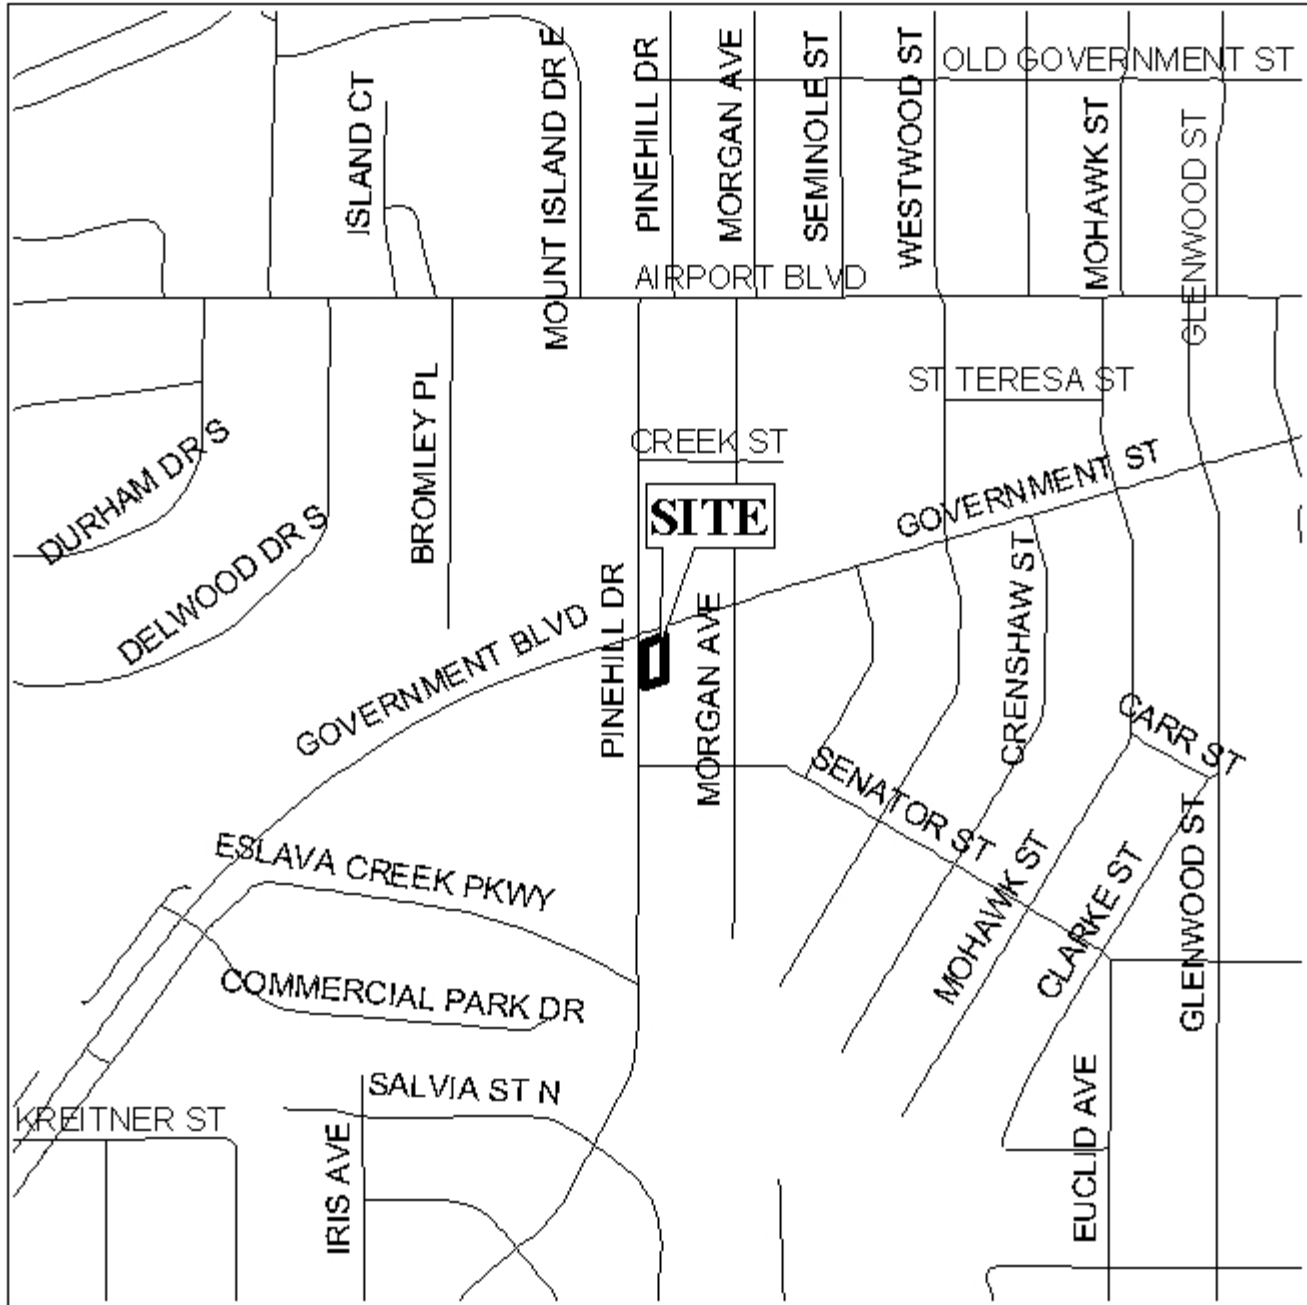 OLD GOVERNMENT ST
ISLAND CT
MOUNT ISLAND DR E
PINEHILL DR
MORGAN AVE
SEMINOLE ST
WESTWOOD ST
MOHAWK ST
GLENWOOD ST
AIRPORT BLVD
ST TERESA ST
BROMLEY PL
CREEK ST
DURHAM DR S
DELWOOD DR S
SITE
GOVERNMENT ST
GOVERNMENT BLVD
PINEHILL DR
MORGAN AVE
CRENSHAW ST
CARR ST
SENATOR ST
ESLAVA CREEK PKWY
MOHAWK ST
CLARKE ST
GLENWOOD ST
COMMERCIAL PARK DR
SALVIA ST N
KREITNER ST
IRIS AVE
EUCLID AVE